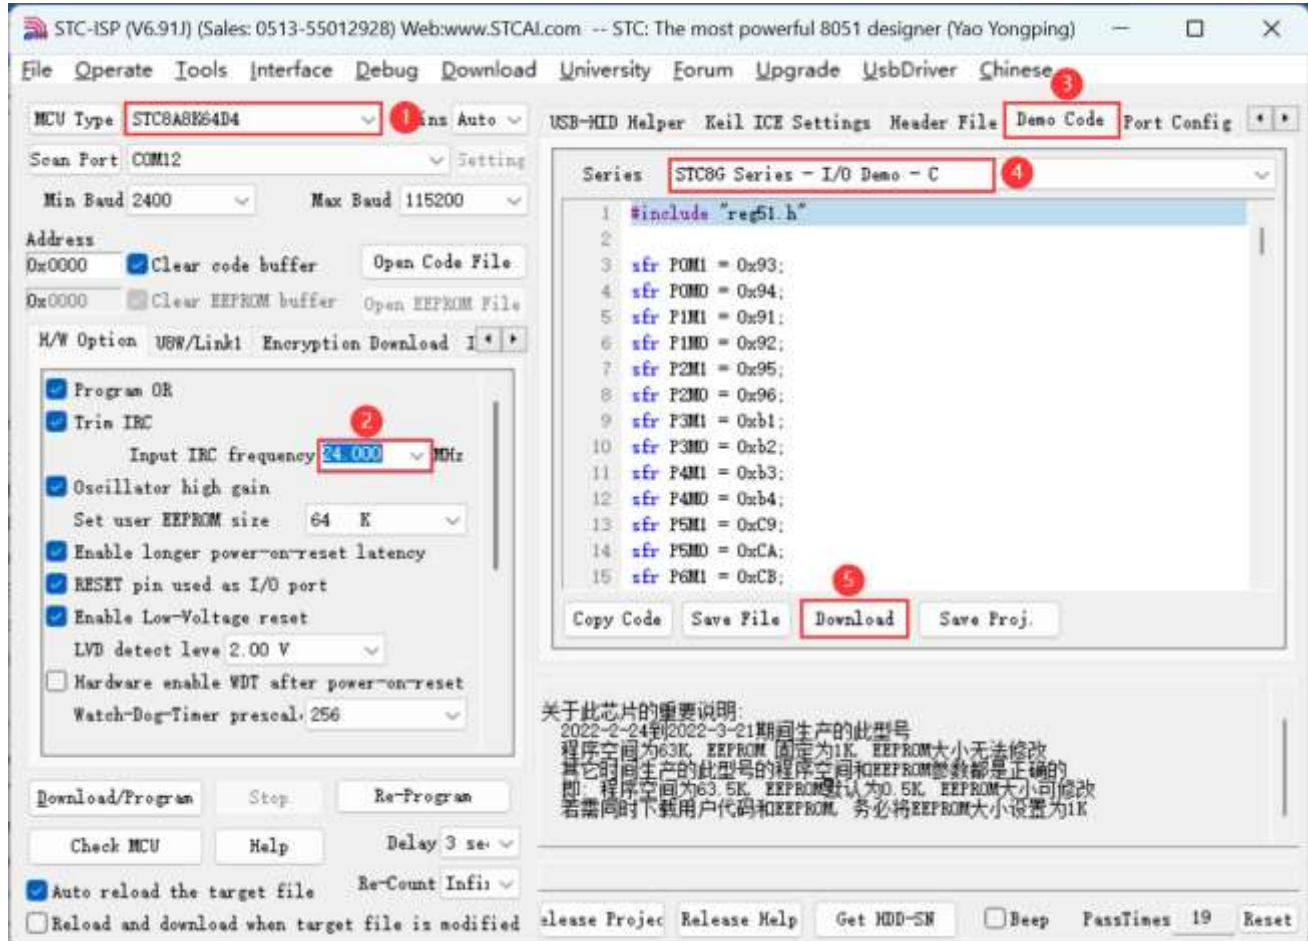 STC-ISP (V6.91J) (Sales: 0513-55012928) Web:www.STCAI.com -- STC: The most powerful 8051 designer (Yao Yongping)
File Operate Tools Interface Debug Download University Forum Upgrade UsbDriver Chinese
3
MCU Type STC8A8K64D4 1 ins Auto
USB-HID Helper Keil ICE Settings Header File Demo Code Port Config
Scan Port COM12 Setting
Series STC8G Series - I/O Demo - C 4
Min Baud 2400 Max Baud 115200
Address
0x0000 Clear code buffer Open Code File
0x0000 Clear EEPROM buffer Open EEPROM File
H/W Option U8W/Link1 Encryption Download I
Program OR
Trim IRC
2
Input IRC frequency 24.000 MHz
Oscillator high gain
Set user EEPROM size 64 K
Enable longer power-on-reset latency
RESET pin used as I/O port
Enable Low-Voltage reset
LVD detect leve 2.00 V
Hardware enable WDT after power-on-reset
Watch-Dog-Timer prescal 256
1 #include "reg51.h"
2
3 sfr P0M1 = 0x93;
4 sfr P0M0 = 0x94;
5 sfr P1M1 = 0x91;
6 sfr P1M0 = 0x92;
7 sfr P2M1 = 0x95;
8 sfr P2M0 = 0x96;
9 sfr P3M1 = 0xb1;
10 sfr P3M0 = 0xb2;
11 sfr P4M1 = 0xb3;
12 sfr P4M0 = 0xb4;
13 sfr P5M1 = 0xC9;
14 sfr P5M0 = 0xCA;
15 sfr P6M1 = 0xCB;
5
Copy Code Save File Download Save Proj.
关于此芯片的重要说明:
2022-2-24到2022-3-21期间生产的此型号
程序空间为63K, EEPROM 固定为1K, EEPROM大小无法修改
其它时间生产的此型号的程序空间和EEPROM参数都是正确的
即: 程序空间为63.5K, EEPROM默认为0.5K, EEPROM大小可修改
若需同时下载用户代码和EEPROM, 务必将EEPROM大小设置为1K
Download/Program Stop Re-Program
Check MCU Help Delay 3 sec
Auto reload the target file Re-Count Infi
Reload and download when target file is modified
elease Projec Release Help Get HDD-SN Beep PassTimes 19 Reset